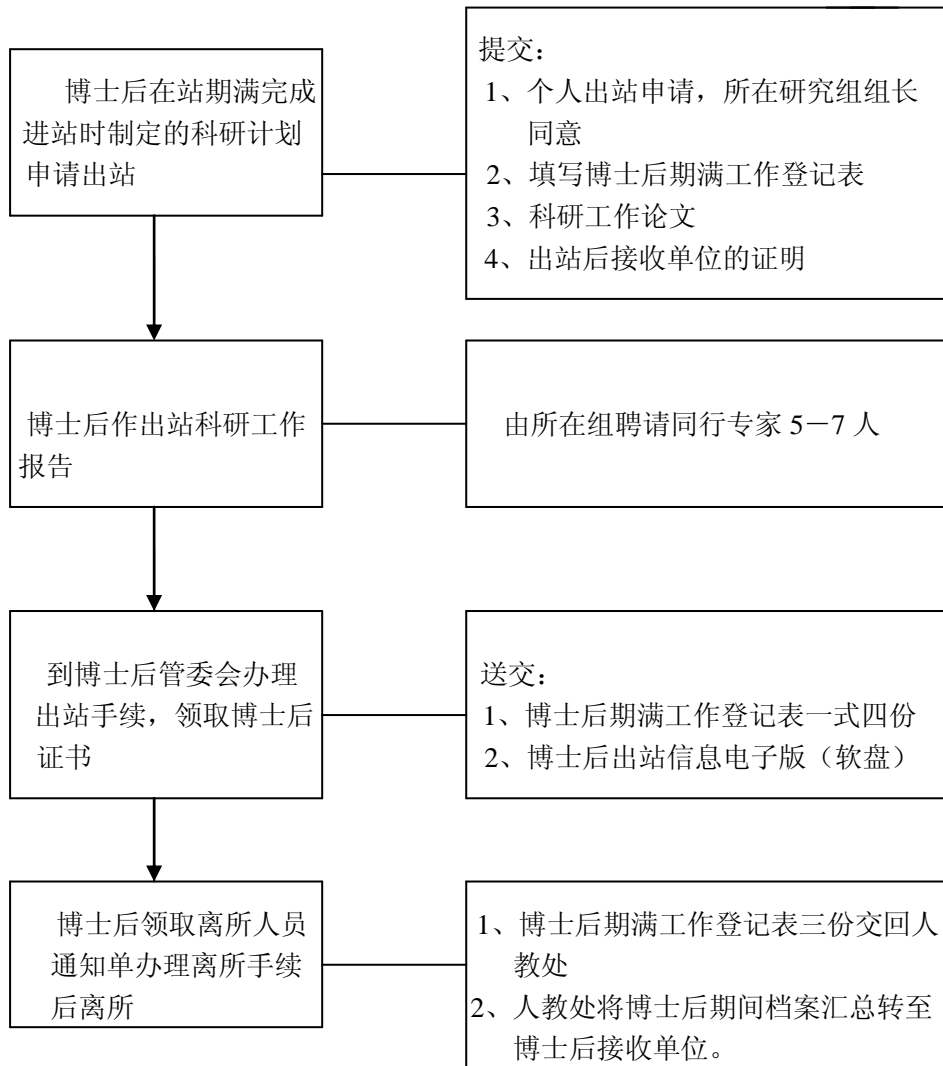 博士后在站期满完成
进站时制定的科研计划
申请出站
提交：
1、个人出站申请，所在研究组组长
同意
2、填写博士后期满工作登记表
3、科研工作论文
4、出站后接收单位的证明
博士后作出站科研工作
报告
由所在组聘请同行专家 5－7 人
到博士后管委会办理
出站手续，领取博士后
证书
送交：
1、博士后期满工作登记表一式四份
2、博士后出站信息电子版（软盘）
博士后领取离所人员
通知单办理离所手续
后离所
1、博士后期满工作登记表三份交回人
教处
2、人教处将博士后期间档案汇总转至
博士后接收单位。